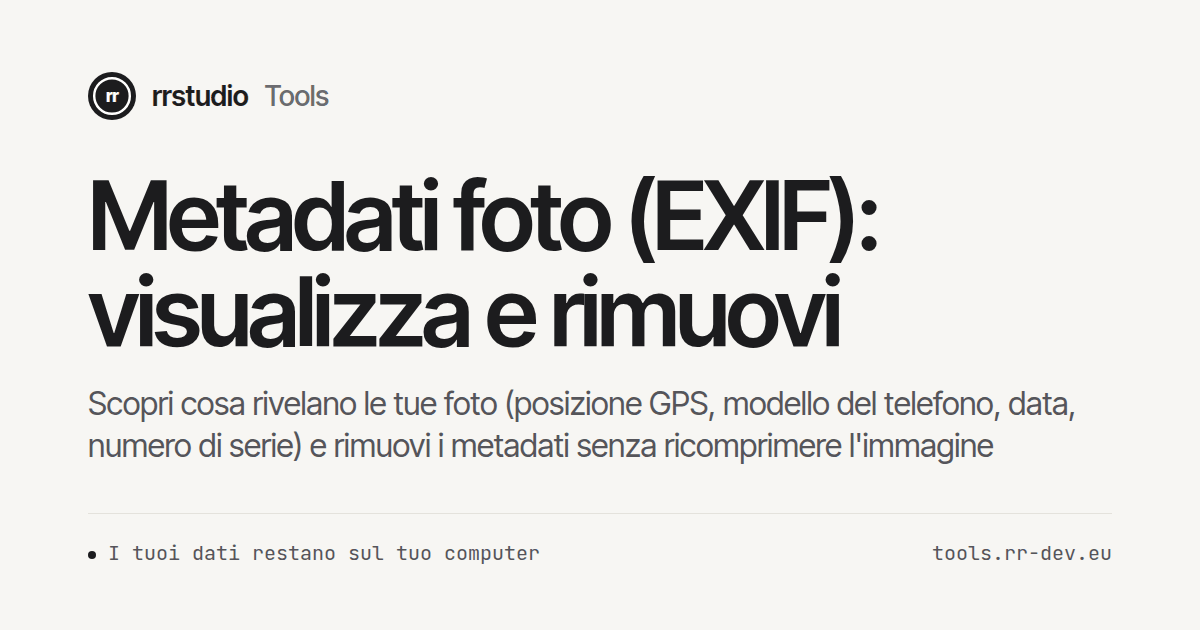 rr rrstudio Tools
Metadati foto (EXIF):
visualizza e rimuovi
Scopri cosa rivelano le tue foto (posizione GPS, modello del telefono, data,
numero di serie) e rimuovi i metadati senza ricomprimere l'immagine
I tuoi dati restano sul tuo computer
tools.rr-dev.eu